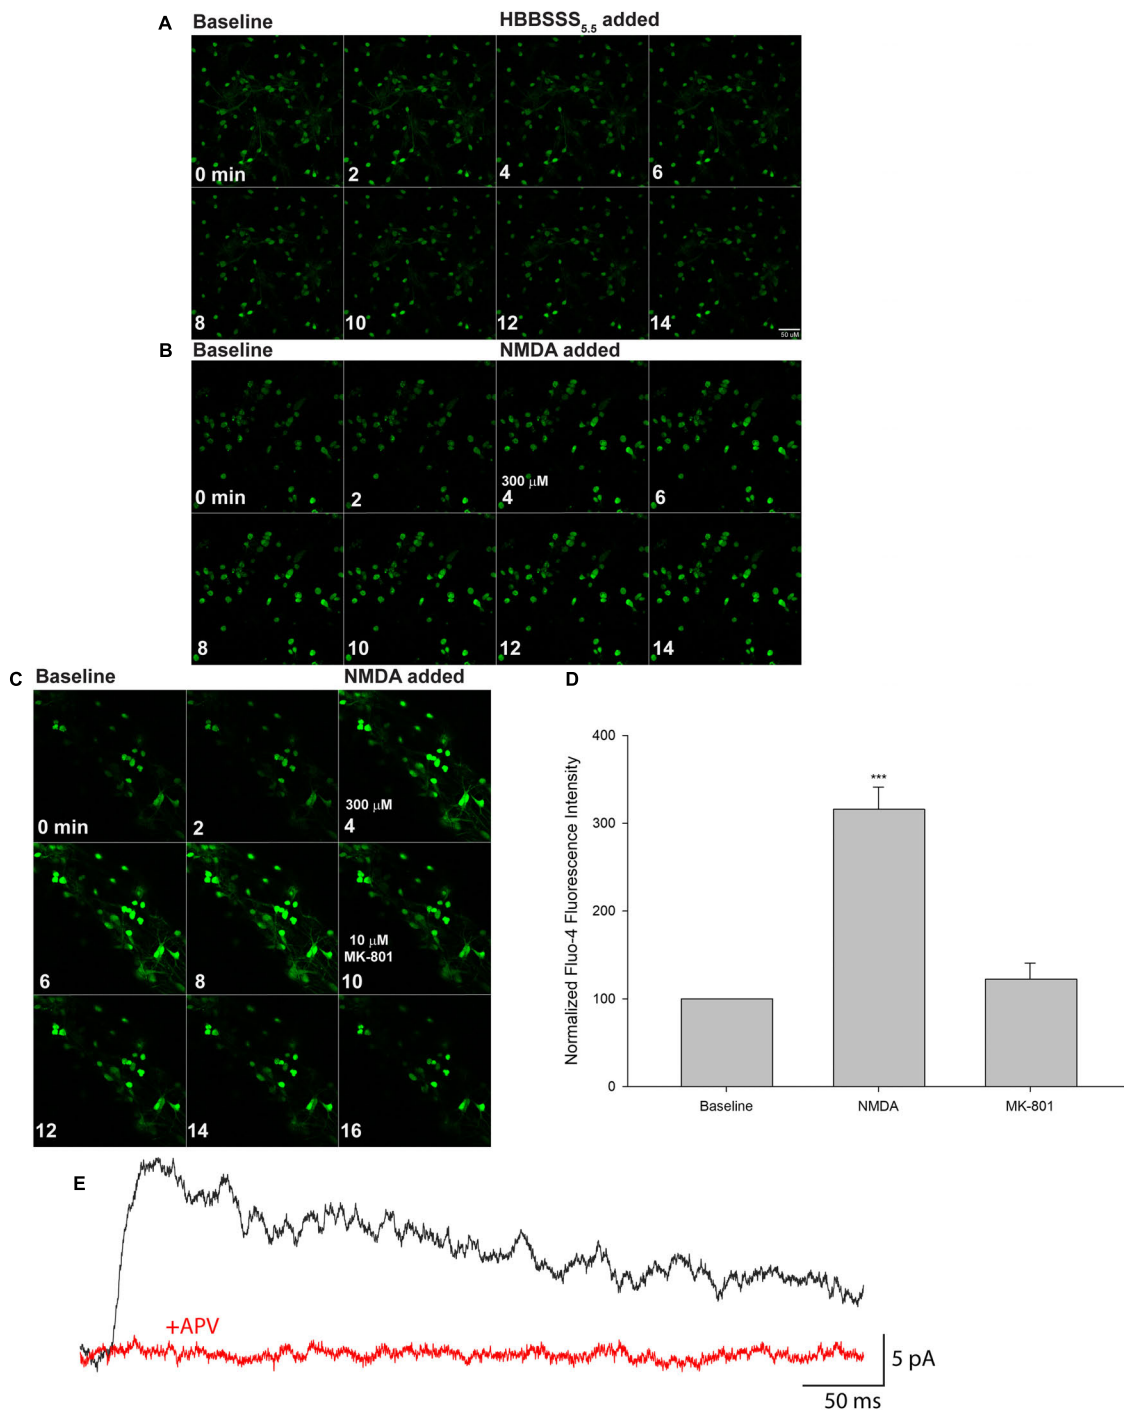 A Baseline HBBSSS5.5 added
0 min 2 4 6
8 10 12 14
50 uM
B Baseline NMDA added
300 µM
0 min 2 4 6
8 10 12 14
C Baseline NMDA added
300 µM
0 min 2 4
10 µM
MK-801
6 8 10
12 14 16
D
Normalized Fluo-4 Fluorescence Intensity
400
300
200
100
0
***
Baseline NMDA MK-801
E
+APV
5 pA
50 ms